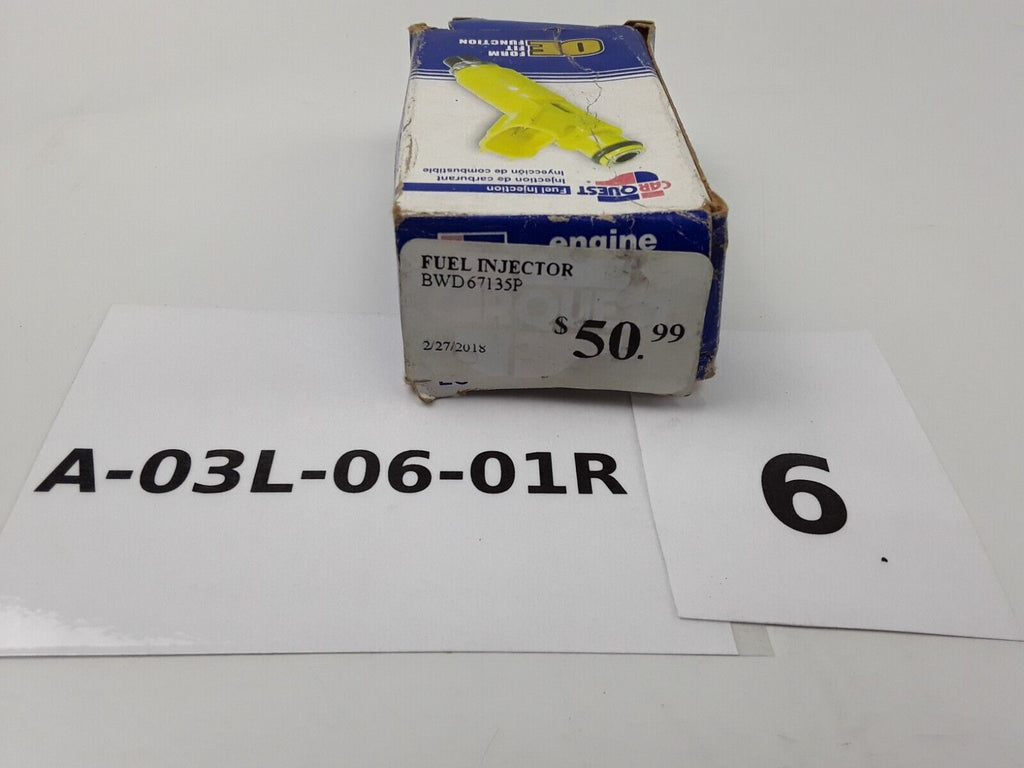 OE
FORM
FIT
FUNCTION
CARQUEST
Fuel Injection
Injection de carburant
Inyección de combustible
engine
FUEL INJECTOR
BWD67135P
$50.99
2/27/2018
A-03L-06-01R
6